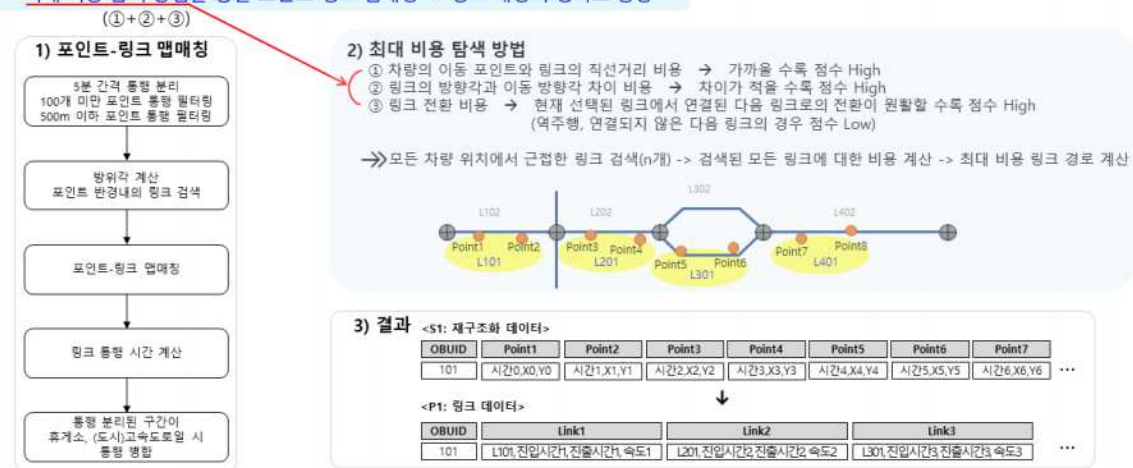 (①+②+③)
1) 포인트-링크 맵매칭
5분 간격 통행 분리
100개 미만 포인트 통행 필터링
500m 이하 포인트 통행 필터링
방위각 계산
포인트 반경내의 링크 검색
포인트-링크 맵매칭
링크 통행 시간 계산
통행 분리된 구간이
휴게소, (도시)고속도로일 시
통행 병합
2) 최대 비용 탐색 방법
① 차량의 이동 포인트와 링크의 직선거리 비용 → 가까울 수록 점수 High
② 링크의 방향각과 이동 방향각 차이 비용 → 차이가 적을 수록 점수 High
③ 링크 전환 비용 → 현재 선택된 링크에서 연결된 다음 링크로의 전환이 원활할 수록 점수 High
(역주행, 연결되지 않은 다음 링크의 경우 점수 Low)
모든 차량 위치에서 근접한 링크 검색(n개) -> 검색된 모든 링크에 대한 비용 계산 -> 최대 비용 링크 경로 계산
L302
L102 L202 L402
Point1 Point2 Point3 Point4 Point5 Point6 Point7 Point8
L101 L201 L301 L401
3) 결과 <S1: 재구조화 데이터>
OBUID Point1 Point2 Point3 Point4 Point5 Point6 Point7
101 시간0,X0,Y0 시간1,X1,Y1 시간2,X2,Y2 시간3,X3,Y3 시간4,X4,Y4 시간5,X5,Y5 시간6,X6,Y6 ...
<P1: 링크 데이터>
OBUID Link1 Link2 Link3
101 L101,진입시간1,진출시간1, 속도1 L201,진입시간2,진출시간2, 속도2 L301,진입시간3,진출시간3, 속도3 ...